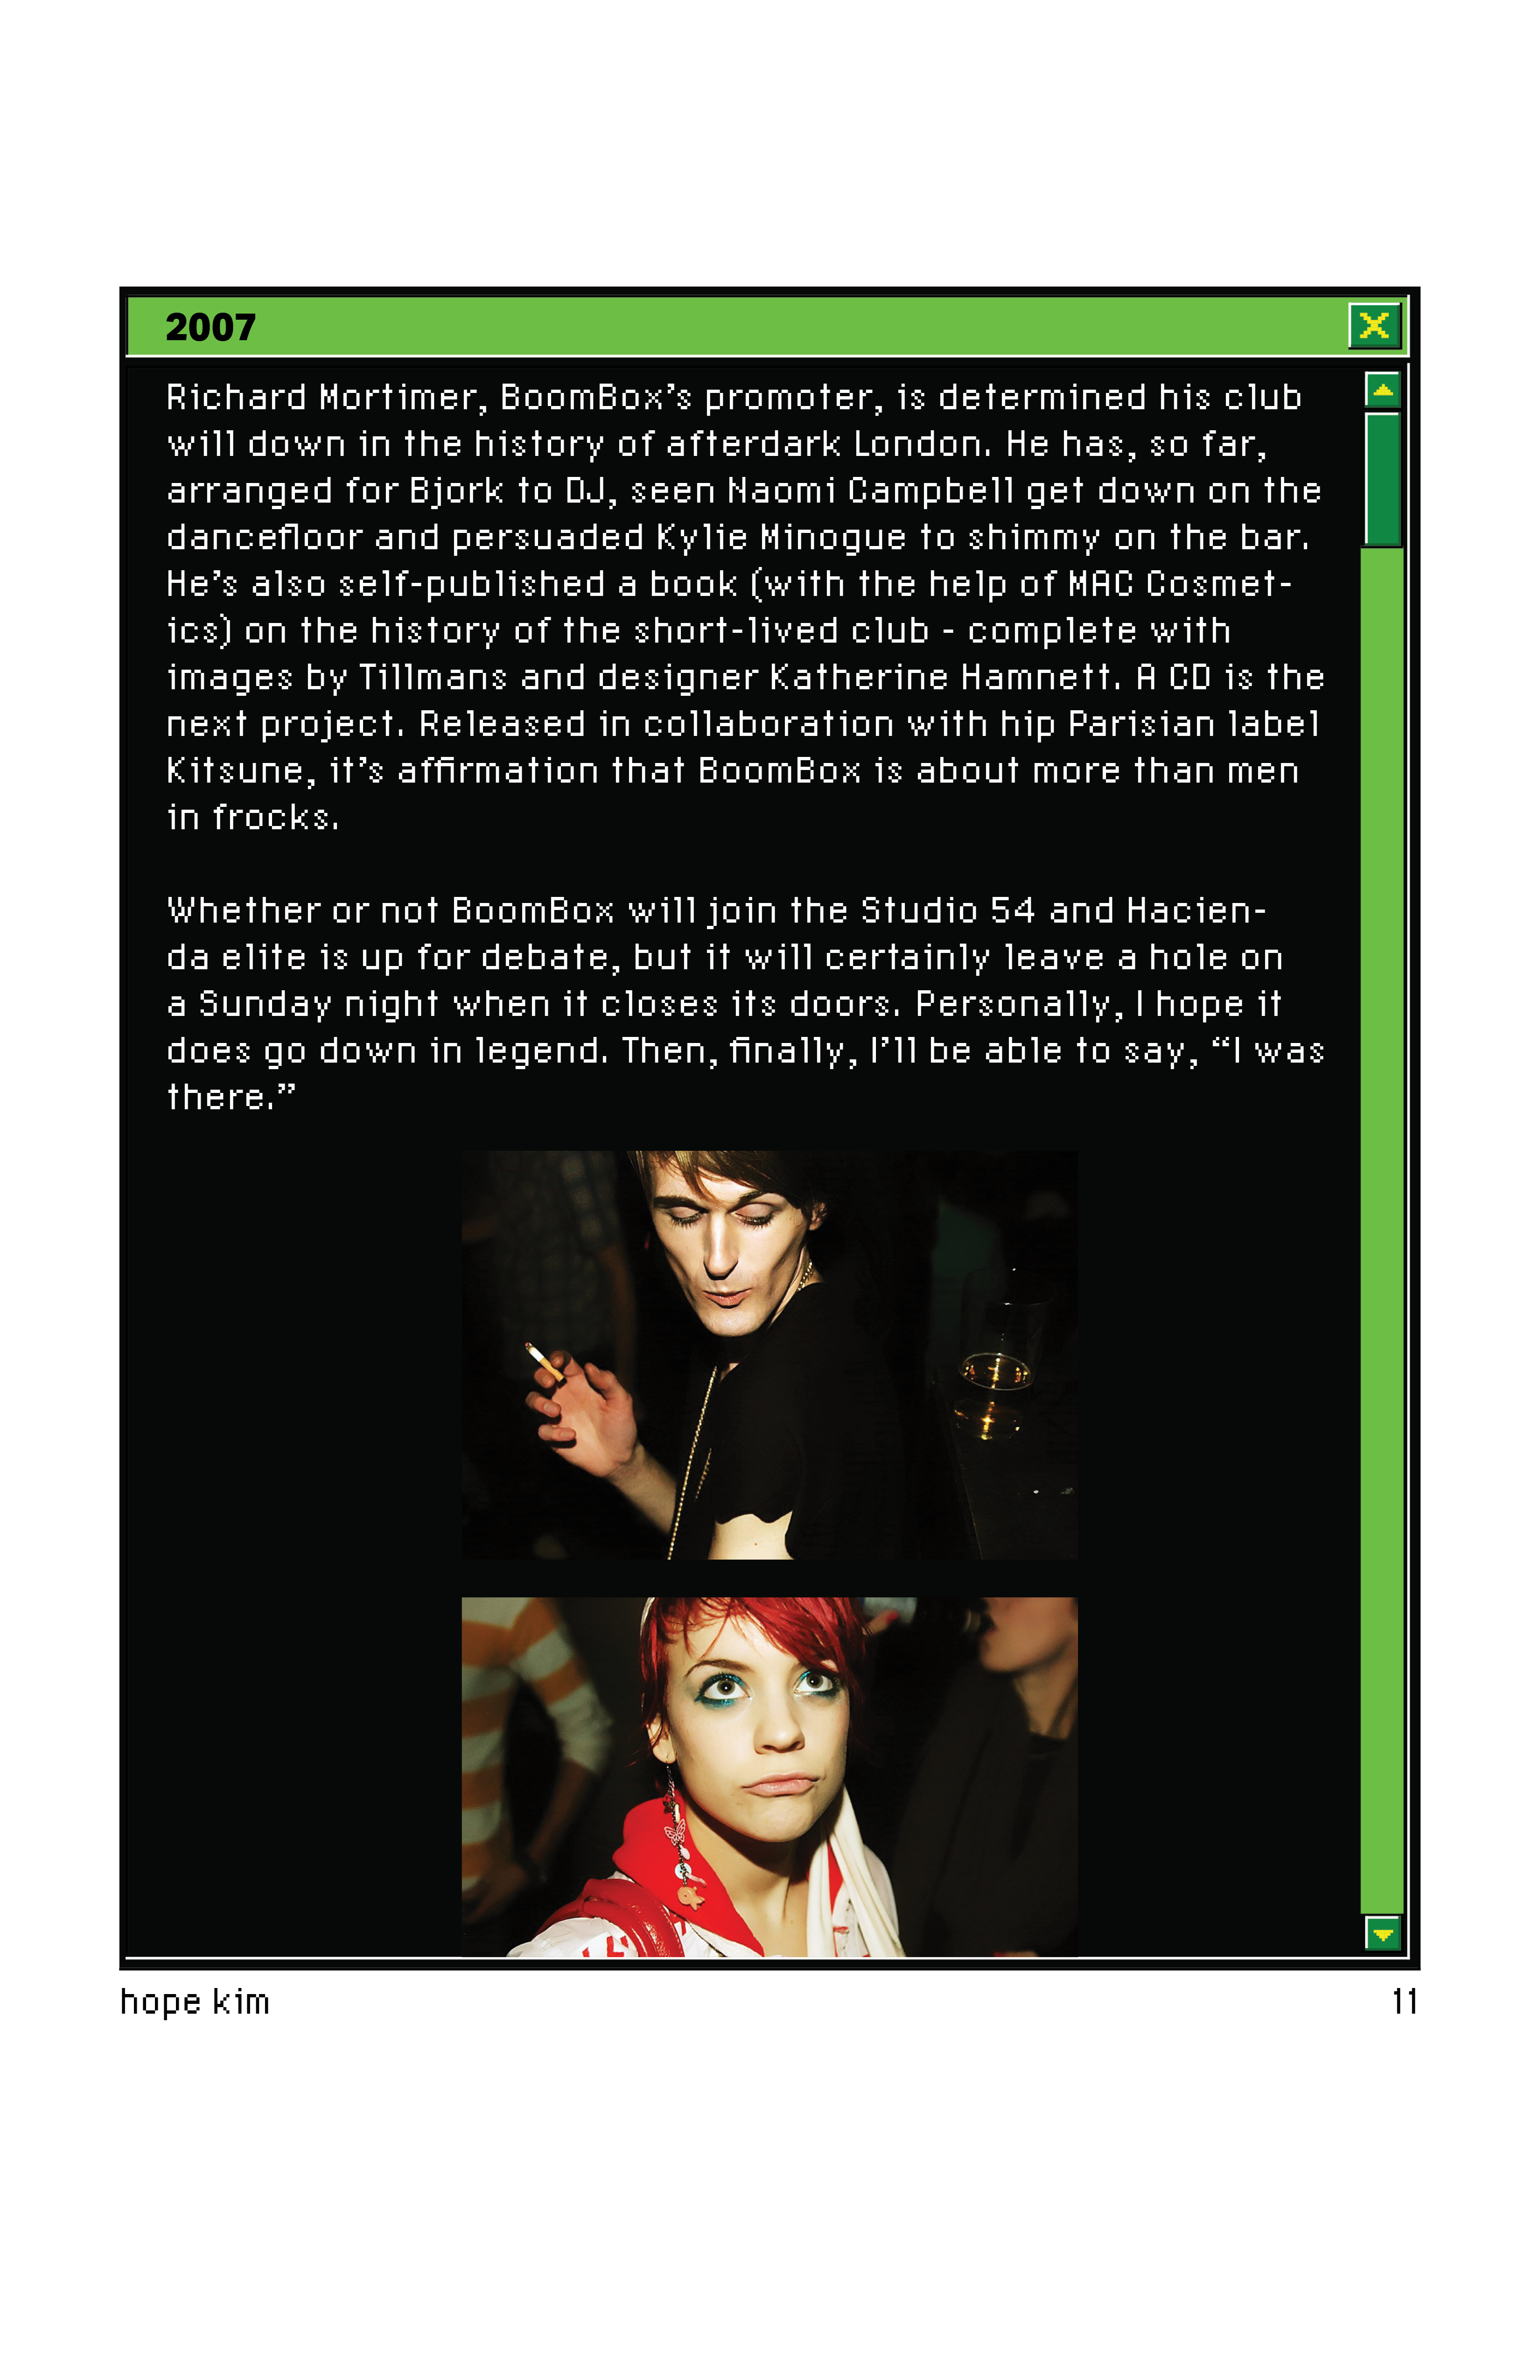 2007
Richard Mortimer, BoomBox’s promoter, is determined his club
will down in the history of afterdark London. He has, so far,
arranged for Bjork to DJ, seen Naomi Campbell get down on the
dancefloor and persuaded Kylie Minogue to shimmy on the bar.
He’s also self-published a book (with the help of MAC Cosmet-
ics) on the history of the short-lived club - complete with
images by Tillmans and designer Katherine Hamnett. A CD is the
next project. Released in collaboration with hip Parisian label
Kitsune, it’s affirmation that BoomBox is about more than men
in frocks.
Whether or not BoomBox will join the Studio 54 and Hacien-
da elite is up for debate, but it will certainly leave a hole on
a Sunday night when it closes its doors. Personally, I hope it
does go down in legend. Then, finally, I’ll be able to say, “I was
there.”
hope kim
11